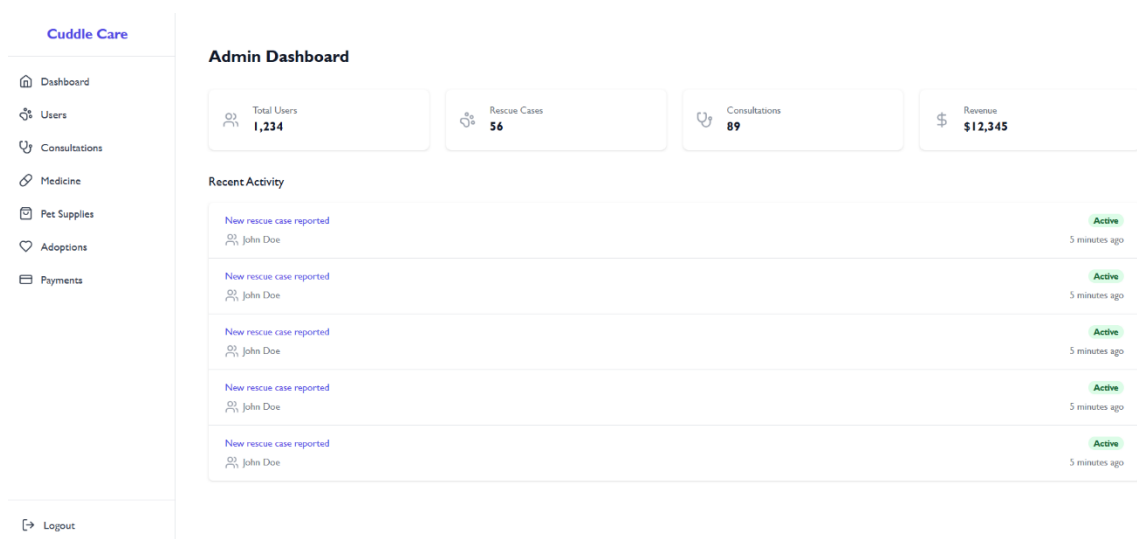 Cuddle Care
Dashboard
Users
Consultations
Medicine
Pet Supplies
Adoptions
Payments
Logout
Admin Dashboard
Total Users
1,234
Rescue Cases
56
Consultations
89
Revenue
$12,345
Recent Activity
New rescue case reported Active
John Doe 5 minutes ago
New rescue case reported Active
John Doe 5 minutes ago
New rescue case reported Active
John Doe 5 minutes ago
New rescue case reported Active
John Doe 5 minutes ago
New rescue case reported Active
John Doe 5 minutes ago